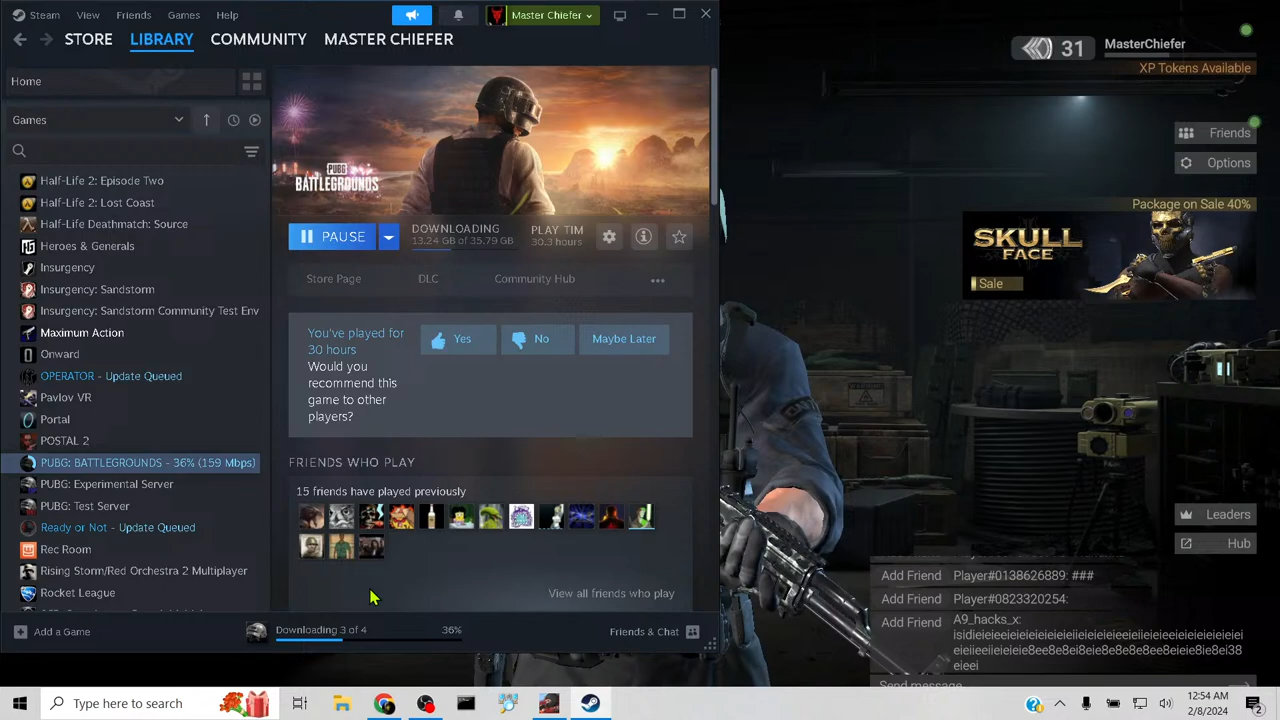 Steam View Friends Games Help Master Chiefer
STORE LIBRARY COMMUNITY MASTER CHIEFER
Home
Games
Half-Life 2: Episode Two
Half-Life 2: Lost Coast
Half-Life Deathmatch: Source
Heroes & Generals
Insurgency
Insurgency: Sandstorm
Insurgency: Sandstorm Community Test Env
Maximum Action
Onward
OPERATOR - Update Queued
Pavlov VR
Portal
POSTAL 2
PUBG: BATTLEGROUNDS - 36% (159 Mbps)
PUBG: Experimental Server
PUBG: Test Server
Ready or Not - Update Queued
Rec Room
Rising Storm/Red Orchestra 2 Multiplayer
Rocket League
Add a Game
PUBG
BATTLEGROUNDS
PAUSE
DOWNLOADING
13.24 GB of 35.79 GB
PLAY TIM
30.3 hours
Store Page DLC Community Hub
You've played for
30 hours
Would you
recommend this
game to other
players?
Yes No Maybe Later
FRIENDS WHO PLAY
15 friends have played previously
View all friends who play
Downloading 3 of 4 36%
Friends & Chat
31 MasterChiefer
XP Tokens Available
Friends
Options
Package on Sale 40%
SKULL
FACE
Sale
Leaders
Hub
Add Friend Player#0138626889: ###
Add Friend Player#0823320254:
Add Friend A9_hacks_x:
Send message
Type here to search
12:54 AM
2/8/2024
2